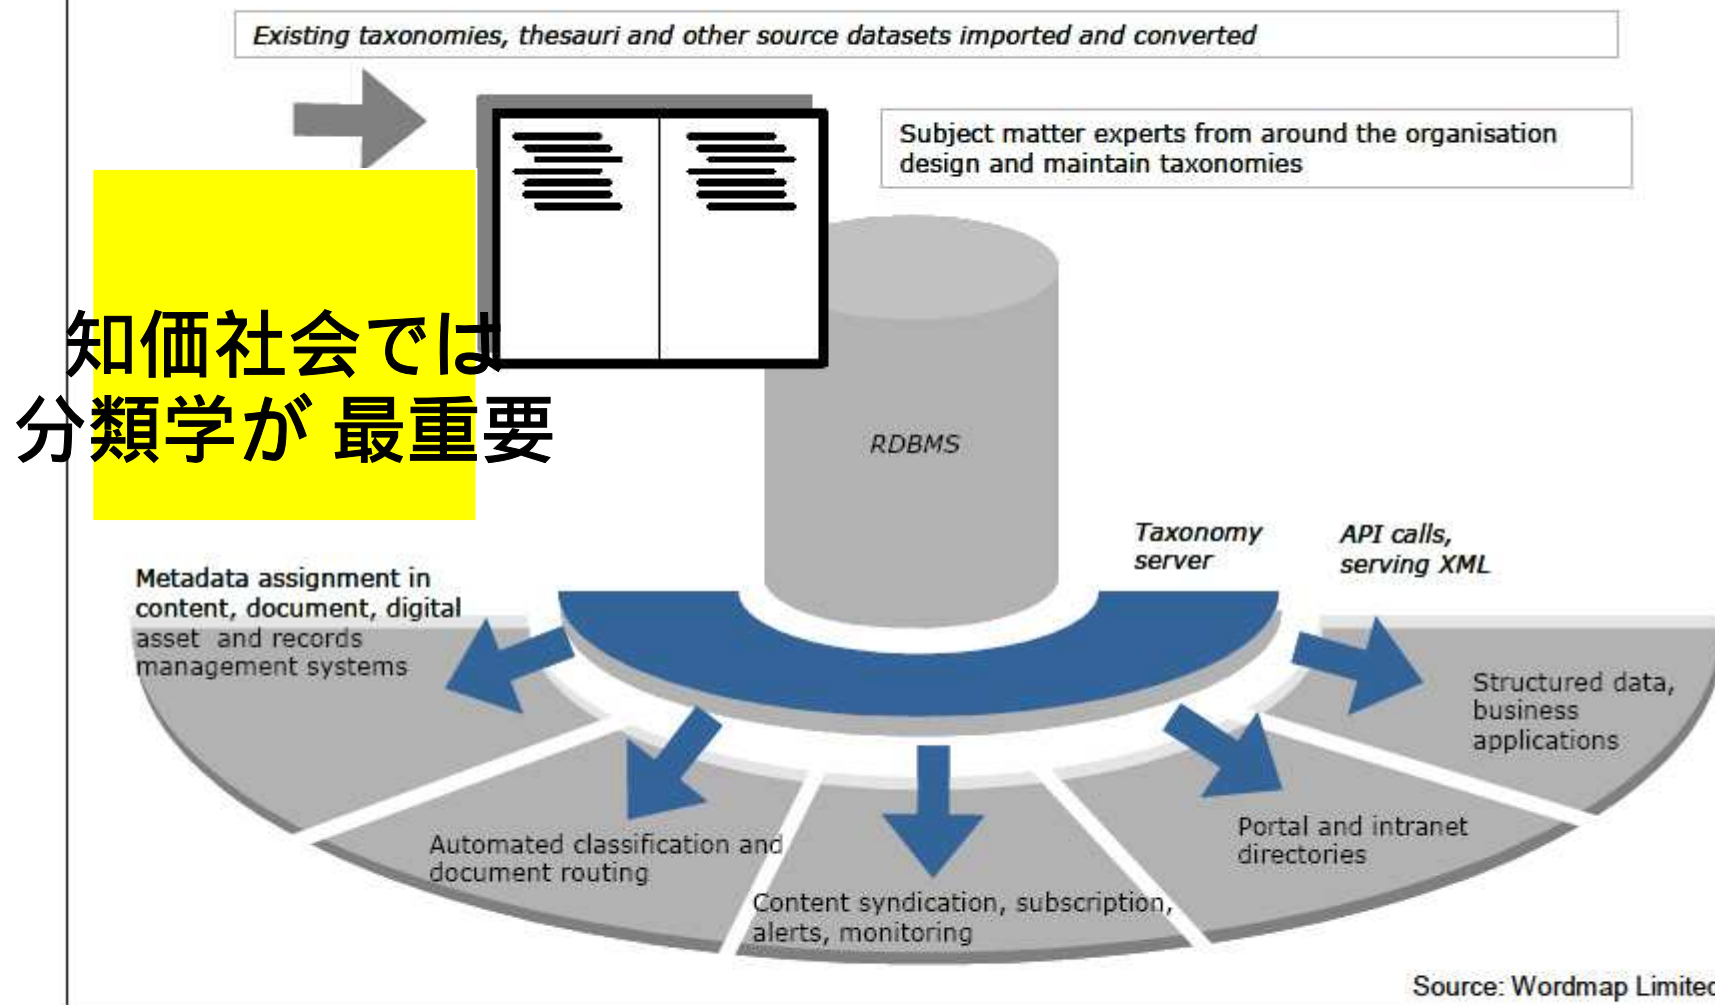 Existing taxonomies, thesauri and other source datasets imported and converted
Subject matter experts from around the organisation
design and maintain taxonomies
知価社会では
分類学が 最重要
RDBMS
Taxonomy
server
API calls,
serving XML
Metadata assignment in
content, document, digital
asset and records
management systems
Structured data,
business
applications
Automated classification and
document routing
Portal and intranet
directories
Content syndication, subscription,
alerts, monitoring
Source: Wordmap Limited